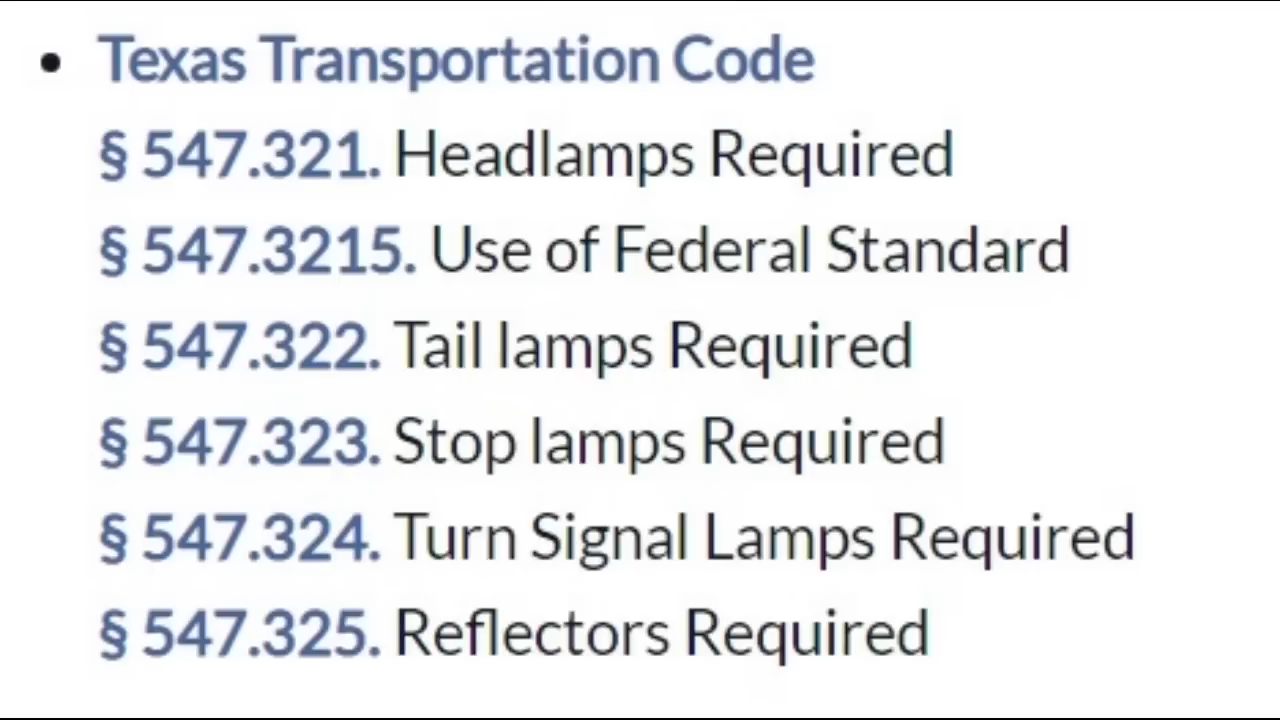 • Texas Transportation Code
§ 547.321. Headlamps Required
§ 547.3215. Use of Federal Standard
§ 547.322. Tail lamps Required
§ 547.323. Stop lamps Required
§ 547.324. Turn Signal Lamps Required
§ 547.325. Reflectors Required